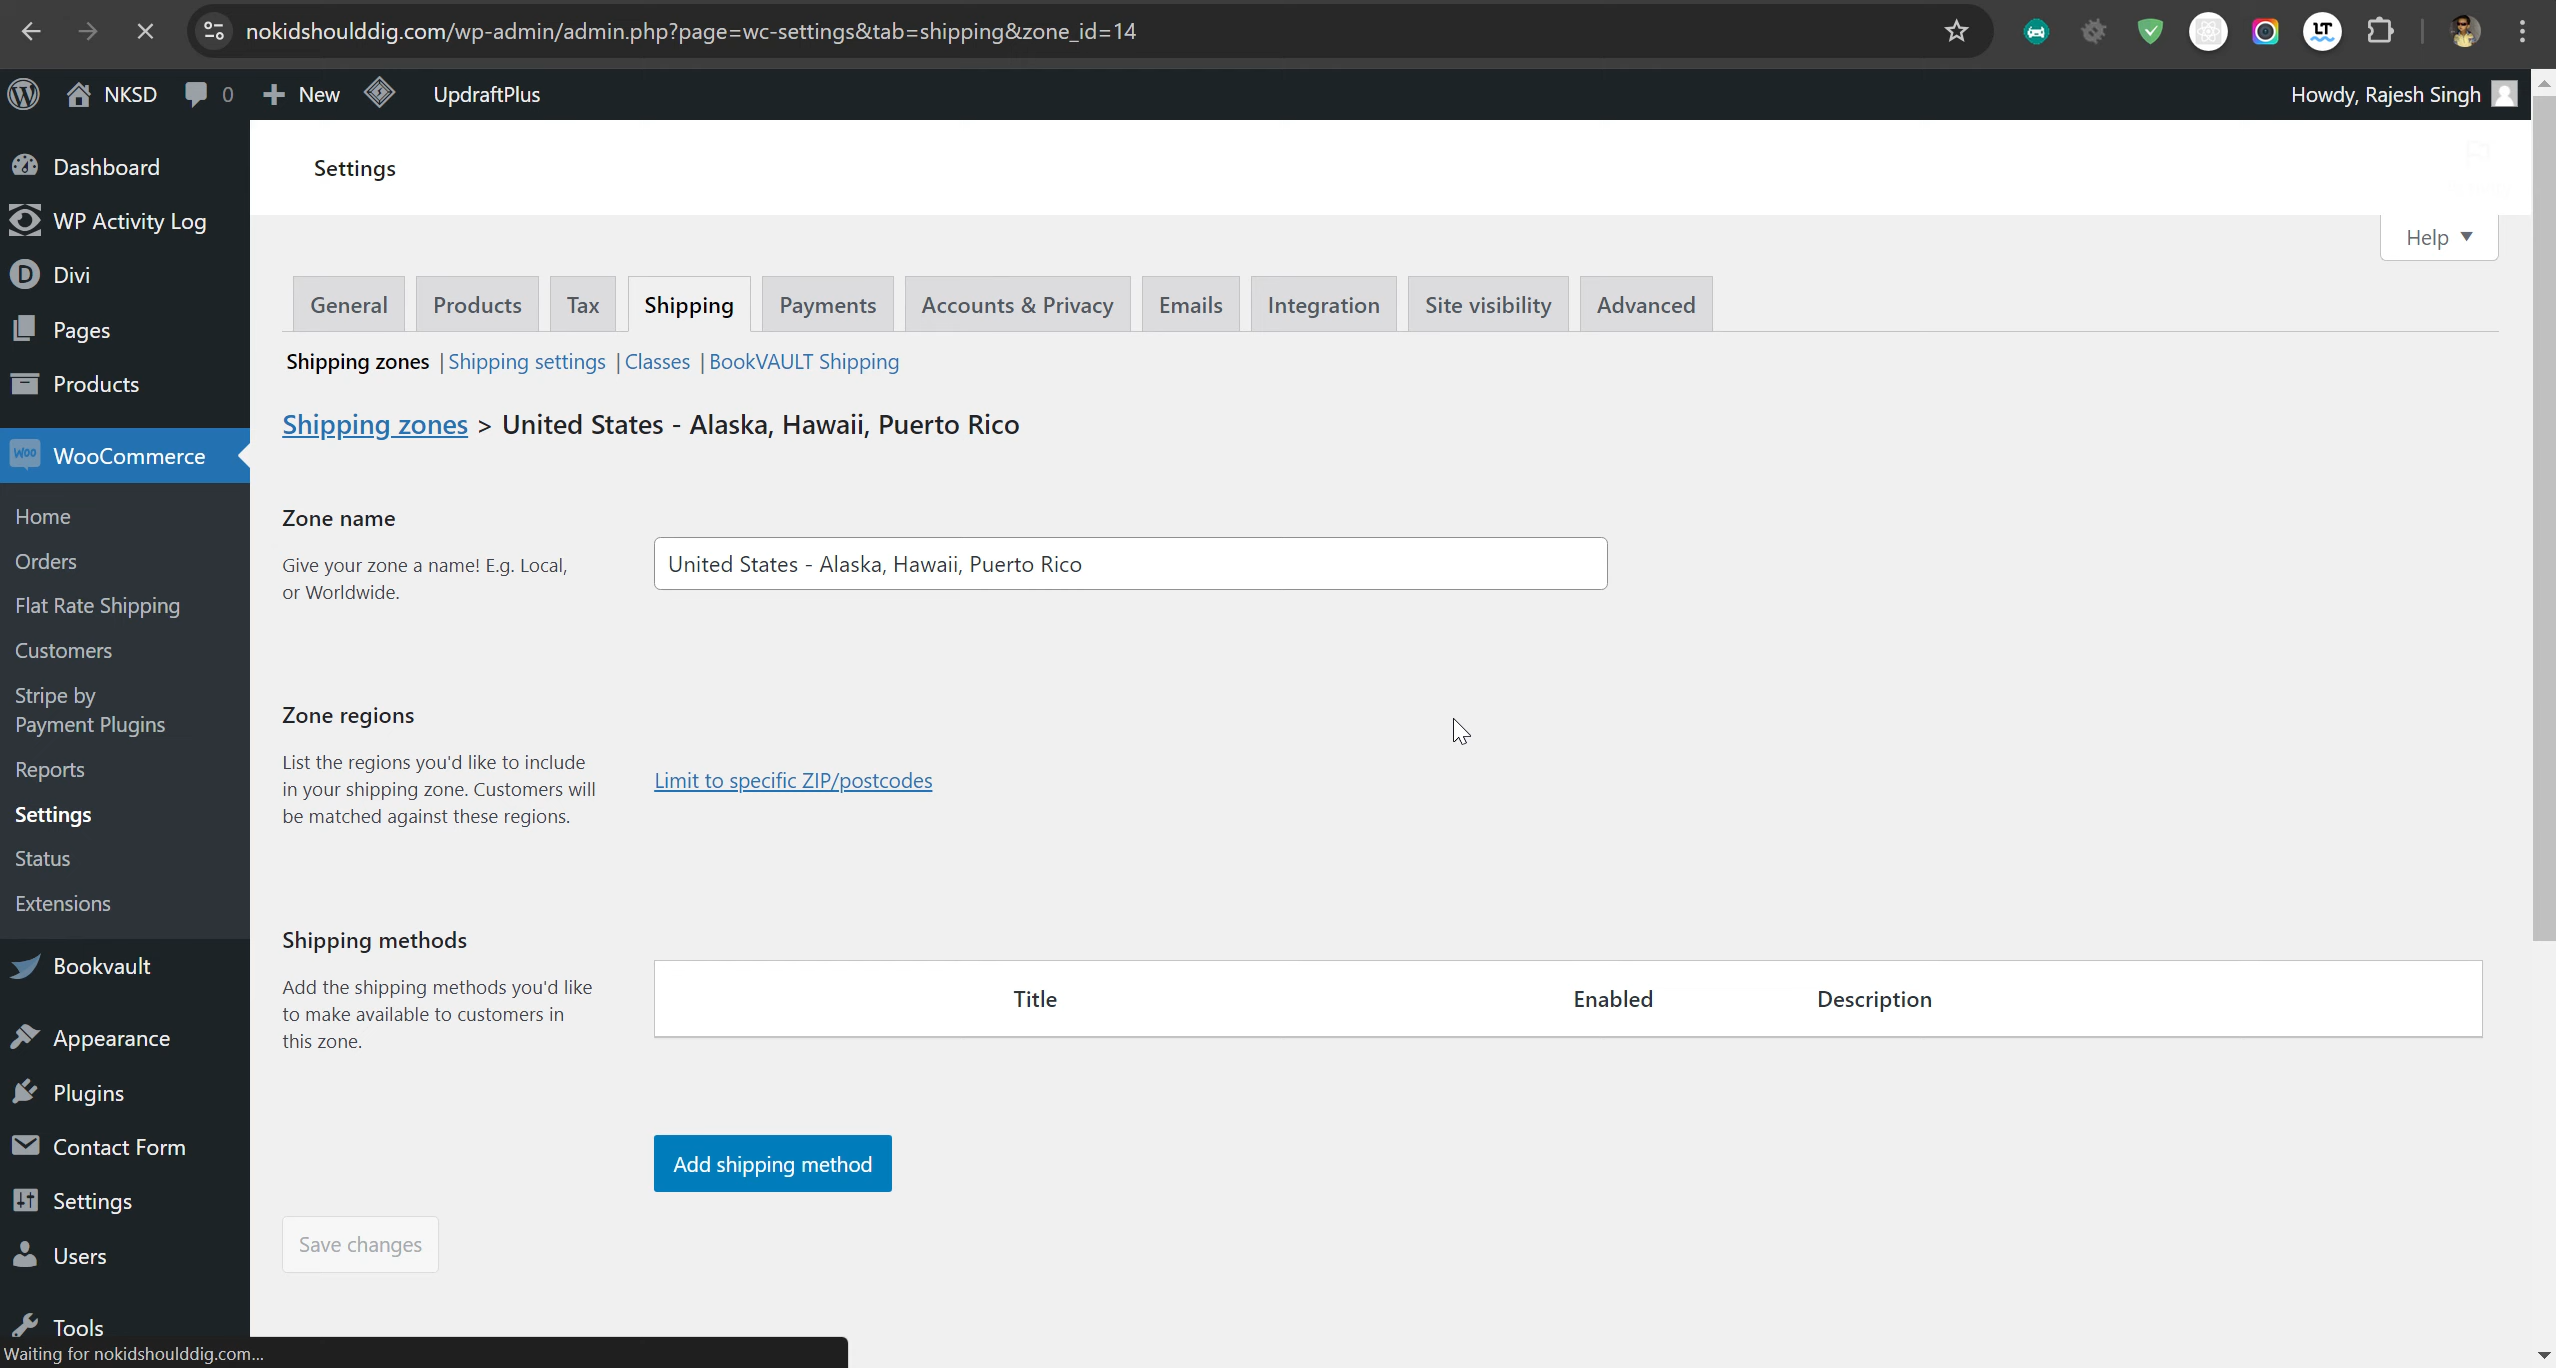 nokidshoulddig.com/wp-admin/admin.php?page=wc-settings&tab=shipping&zone_id=14
LT
NKSD
0
New
UpdraftPlus
Howdy, Rajesh Singh
Dashboard
WP Activity Log
D
Divi
Pages
Products
Woo
WooCommerce
Home
Orders
Flat Rate Shipping
Customers
Stripe by
Payment Plugins
Reports
Settings
Status
Extensions
Bookvault
Appearance
Plugins
Contact Form
Settings
Users
Tools
Settings
Help
General
Products
Tax
Shipping
Payments
Accounts & Privacy
Emails
Integration
Site visibility
Advanced
Shipping zones | Shipping settings | Classes | BookVAULT Shipping
Shipping zones > United States - Alaska, Hawaii, Puerto Rico
Zone name
Give your zone a name! E.g. Local,
or Worldwide.
United States - Alaska, Hawaii, Puerto Rico
Zone regions
List the regions you'd like to include
in your shipping zone. Customers will
be matched against these regions.
Limit to specific ZIP/postcodes
Shipping methods
Add the shipping methods you'd like
to make available to customers in
this zone.
Title
Enabled
Description
Add shipping method
Save changes
Waiting for nokidshoulddig.com...